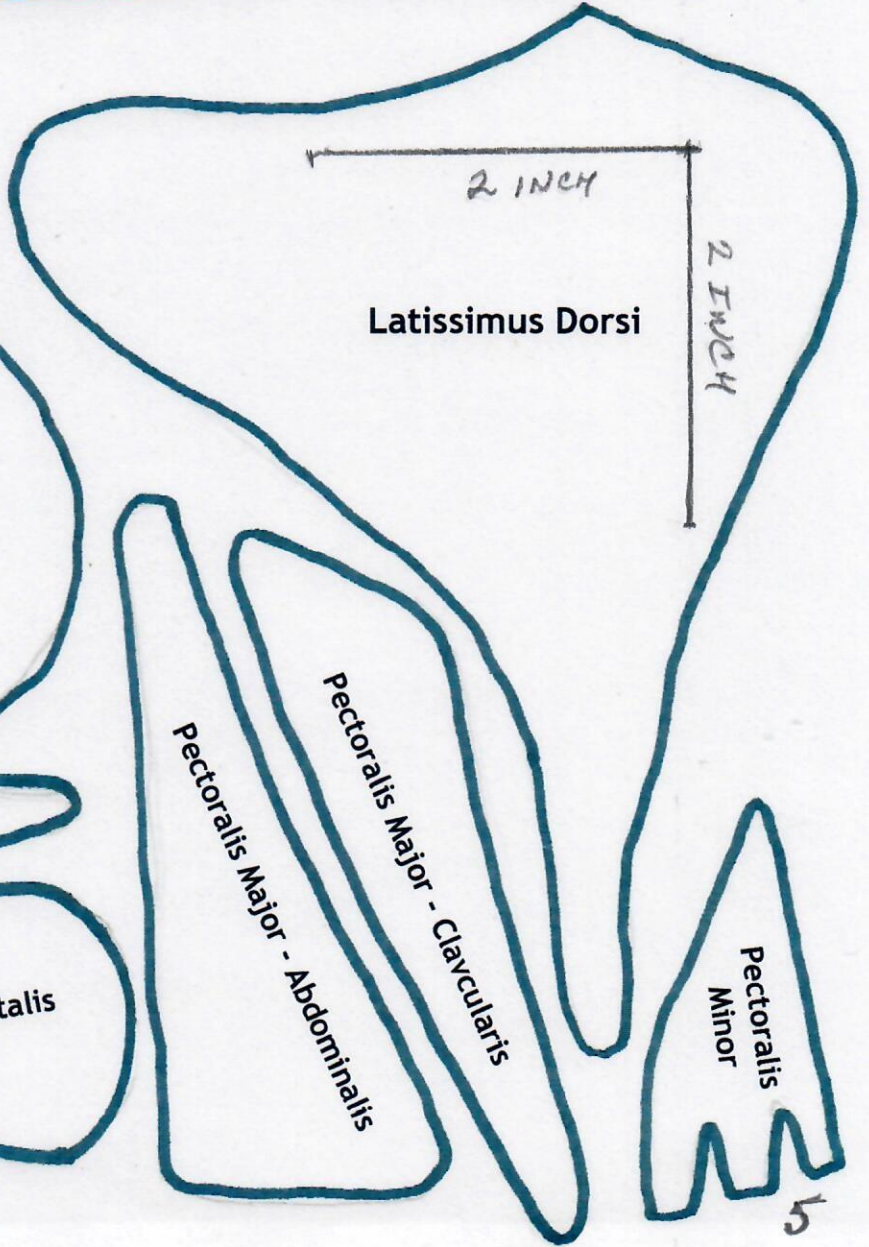 2 INCH
2 INCH
Latissimus Dorsi
Pectoralis Major - Clavcularis
Pectoralis Major - Abdominalis
Pectoralis
Minor
talis
5